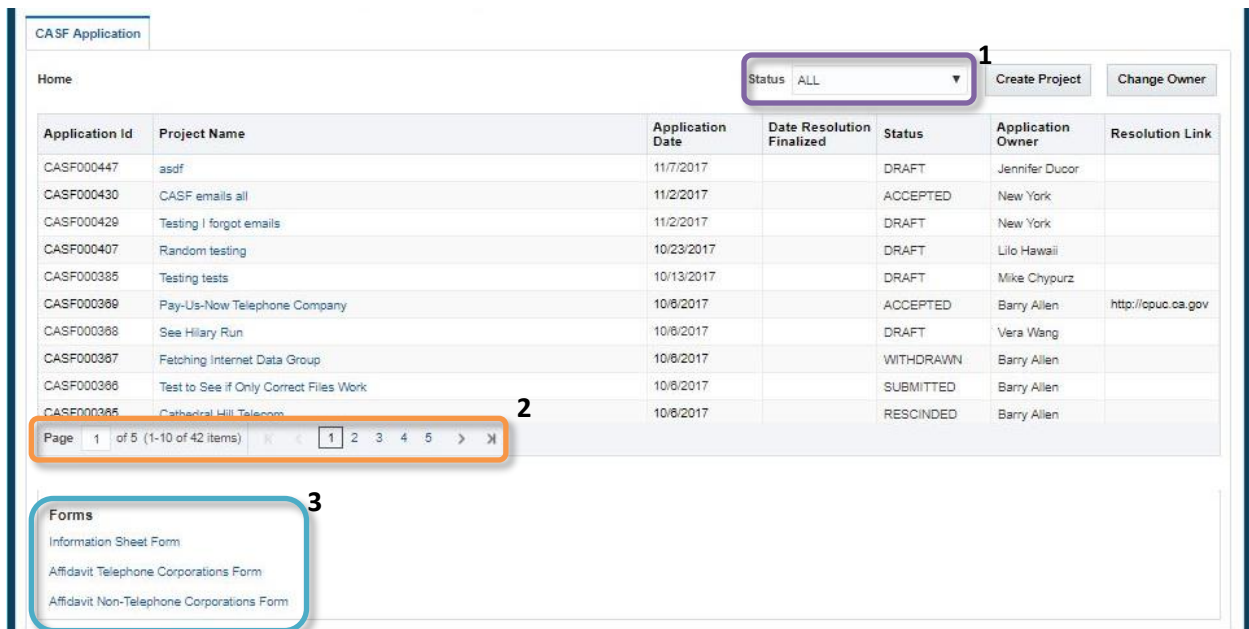 CASF Application
1
Home Status ALL ▼ Create Project Change Owner
Application Id Project Name Application Date Date Resolution Finalized Status Application Owner Resolution Link
CASF000447 asdf 11/7/2017 DRAFT Jennifer Ducor
CASF000430 CASF emails all 11/2/2017 ACCEPTED New York
CASF000429 Testing I forgot emails 11/2/2017 DRAFT New York
CASF000407 Random testing 10/23/2017 DRAFT Lilo Hawaii
CASF000385 Testing tests 10/13/2017 DRAFT Mike Chypurz
CASF000369 Pay-Us-Now Telephone Company 10/6/2017 ACCEPTED Barry Allen http://cpuc.ca.gov
CASF000368 See Hilary Run 10/6/2017 DRAFT Vera Wang
CASF000367 Fetching Internet Data Group 10/6/2017 WITHDRAWN Barry Allen
CASF000366 Test to See if Only Correct Files Work 10/6/2017 SUBMITTED Barry Allen
CASF000365 Cathedral Hill Telecom 10/6/2017 RESCINDED Barry Allen
2
Page 1 of 5 (1-10 of 42 items) 1 2 3 4 5
3
Forms
Information Sheet Form
Affidavit Telephone Corporations Form
Affidavit Non-Telephone Corporations Form